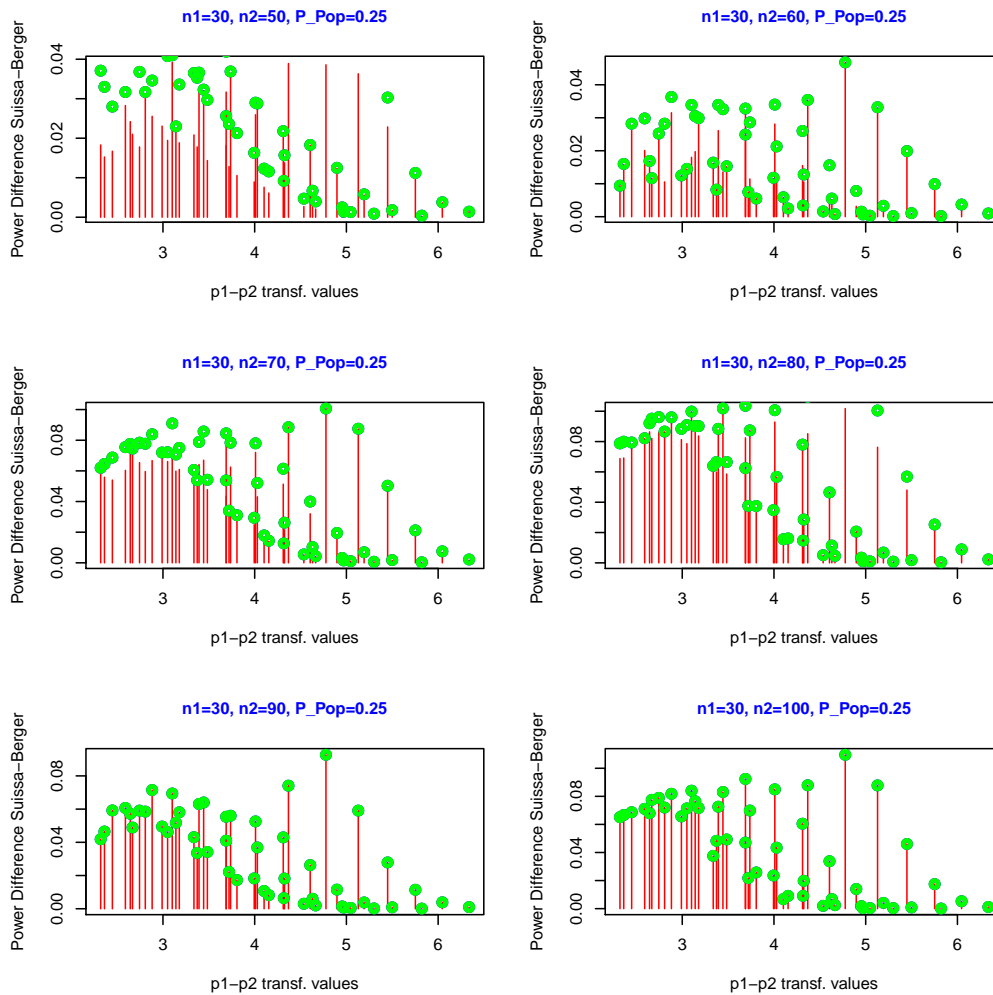 n1=30, n2=50, P_Pop=0.25
Power Difference Suissa−Berger
0.04
0.02
0.00
3 4 5 6
p1−p2 transf. values
n1=30, n2=60, P_Pop=0.25
Power Difference Suissa−Berger
0.04
0.02
0.00
3 4 5 6
p1−p2 transf. values
n1=30, n2=70, P_Pop=0.25
Power Difference Suissa−Berger
0.08
0.04
0.00
3 4 5 6
p1−p2 transf. values
n1=30, n2=80, P_Pop=0.25
Power Difference Suissa−Berger
0.08
0.04
0.00
3 4 5 6
p1−p2 transf. values
n1=30, n2=90, P_Pop=0.25
Power Difference Suissa−Berger
0.08
0.04
0.00
3 4 5 6
p1−p2 transf. values
n1=30, n2=100, P_Pop=0.25
Power Difference Suissa−Berger
0.08
0.04
0.00
3 4 5 6
p1−p2 transf. values